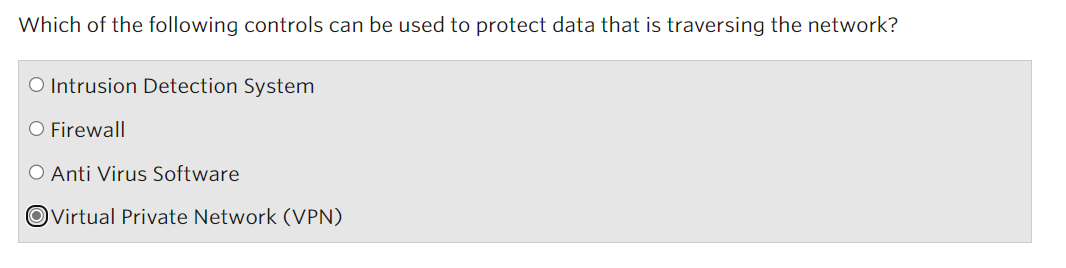 Which of the following controls can be used to protect data that is traversing the network?
Intrusion Detection System
Firewall
Anti Virus Software
Virtual Private Network (VPN)